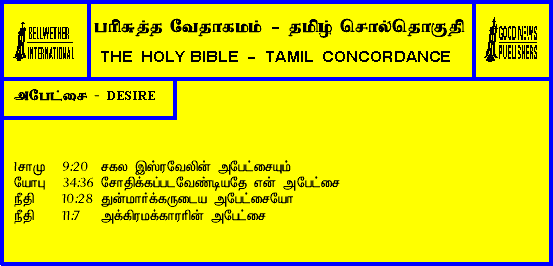 BELLWETHER
INTERNATIONAL
பரிசுத்த வேதாகமம் - தமிழ் சொல்தொகுதி
THE HOLY BIBLE - TAMIL CONCORDANCE
GOOD NEWS
PUBLISHERS
அபேட்சை - DESIRE
1சாமு 9:20 சகல இஸ்ரவேலின் அபேட்சையும்
யோபு 34:36 சோதிக்கப்படவேண்டியதே என் அபேட்சை
நீதி 10:28 துன்மார்க்கருடைய அபேட்சையோ
நீதி 11:7 அக்கிரமக்காரரின் அபேட்சை